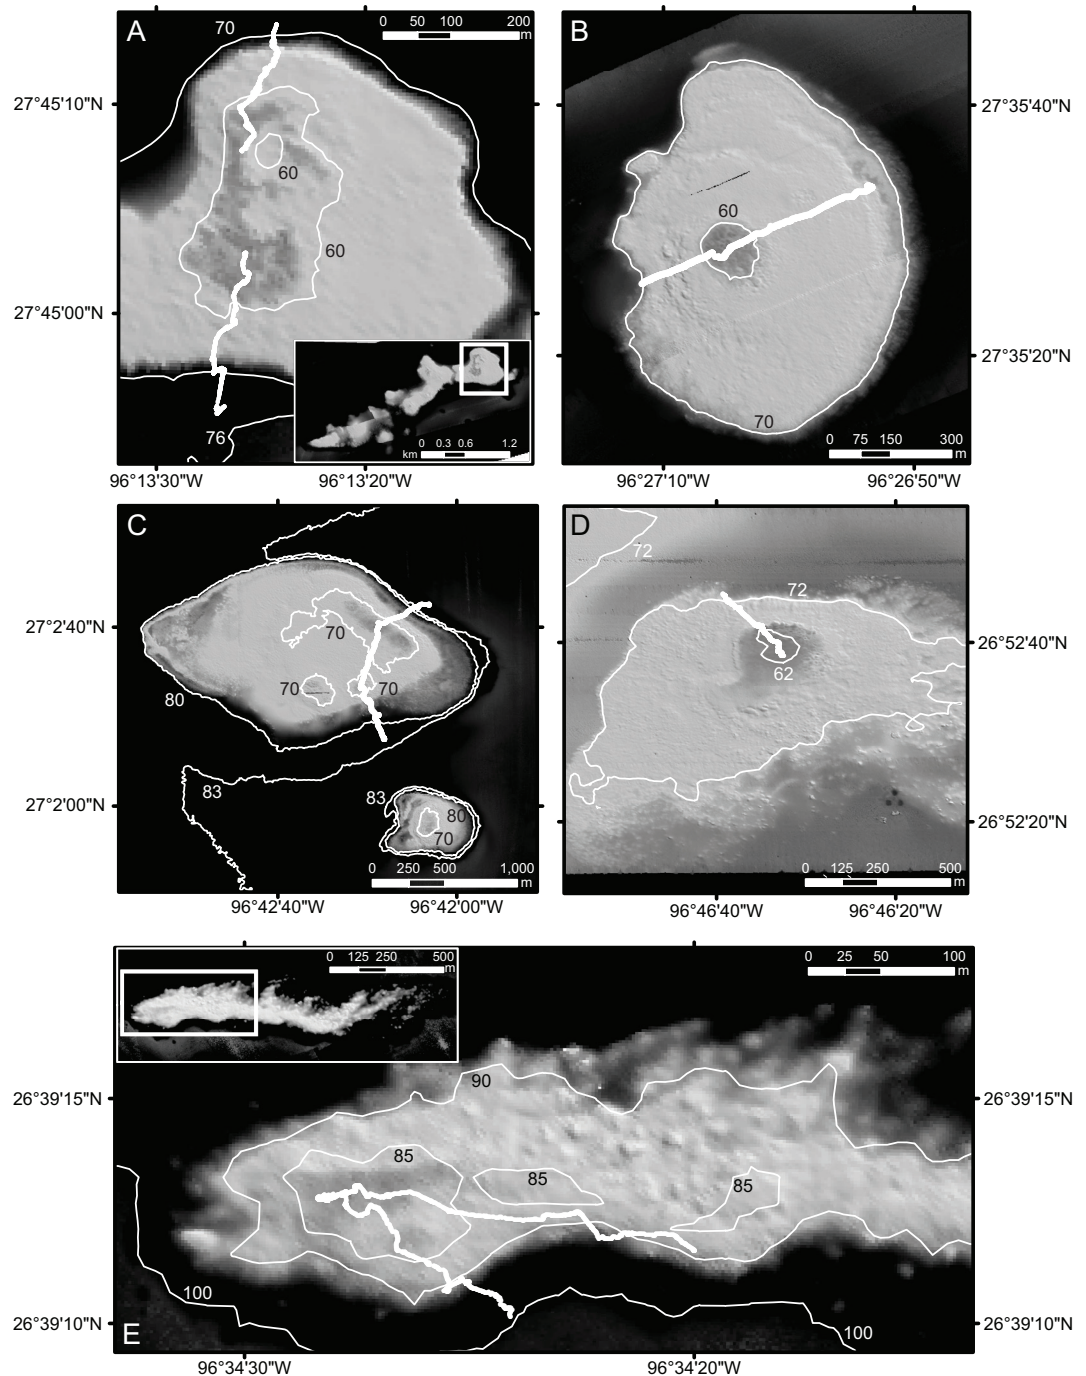 A
70
0 50 100 200
m
27°45'10"N
60
60
27°45'00"N
76
0 0.3 0.6 1.2
km
96°13'30"W 96°13'20"W
B
27°35'40"N
60
27°35'20"N
70
0 75 150 300
m
96°27'10"W 96°26'50"W
C
27°2'40"N
70
70
70
80
83
83
80
70
27°2'00"N
0 250 500 1,000
m
96°42'40"W 96°42'00"W
D
72
72
26°52'40"N
62
26°52'20"N
0 125 250 500
m
96°46'40"W 96°46'20"W
0 125 250 500
m
0 25 50 100
m
90
26°39'15"N 26°39'15"N
85
85
85
100
100
26°39'10"N 26°39'10"N
E
96°34'30"W 96°34'20"W